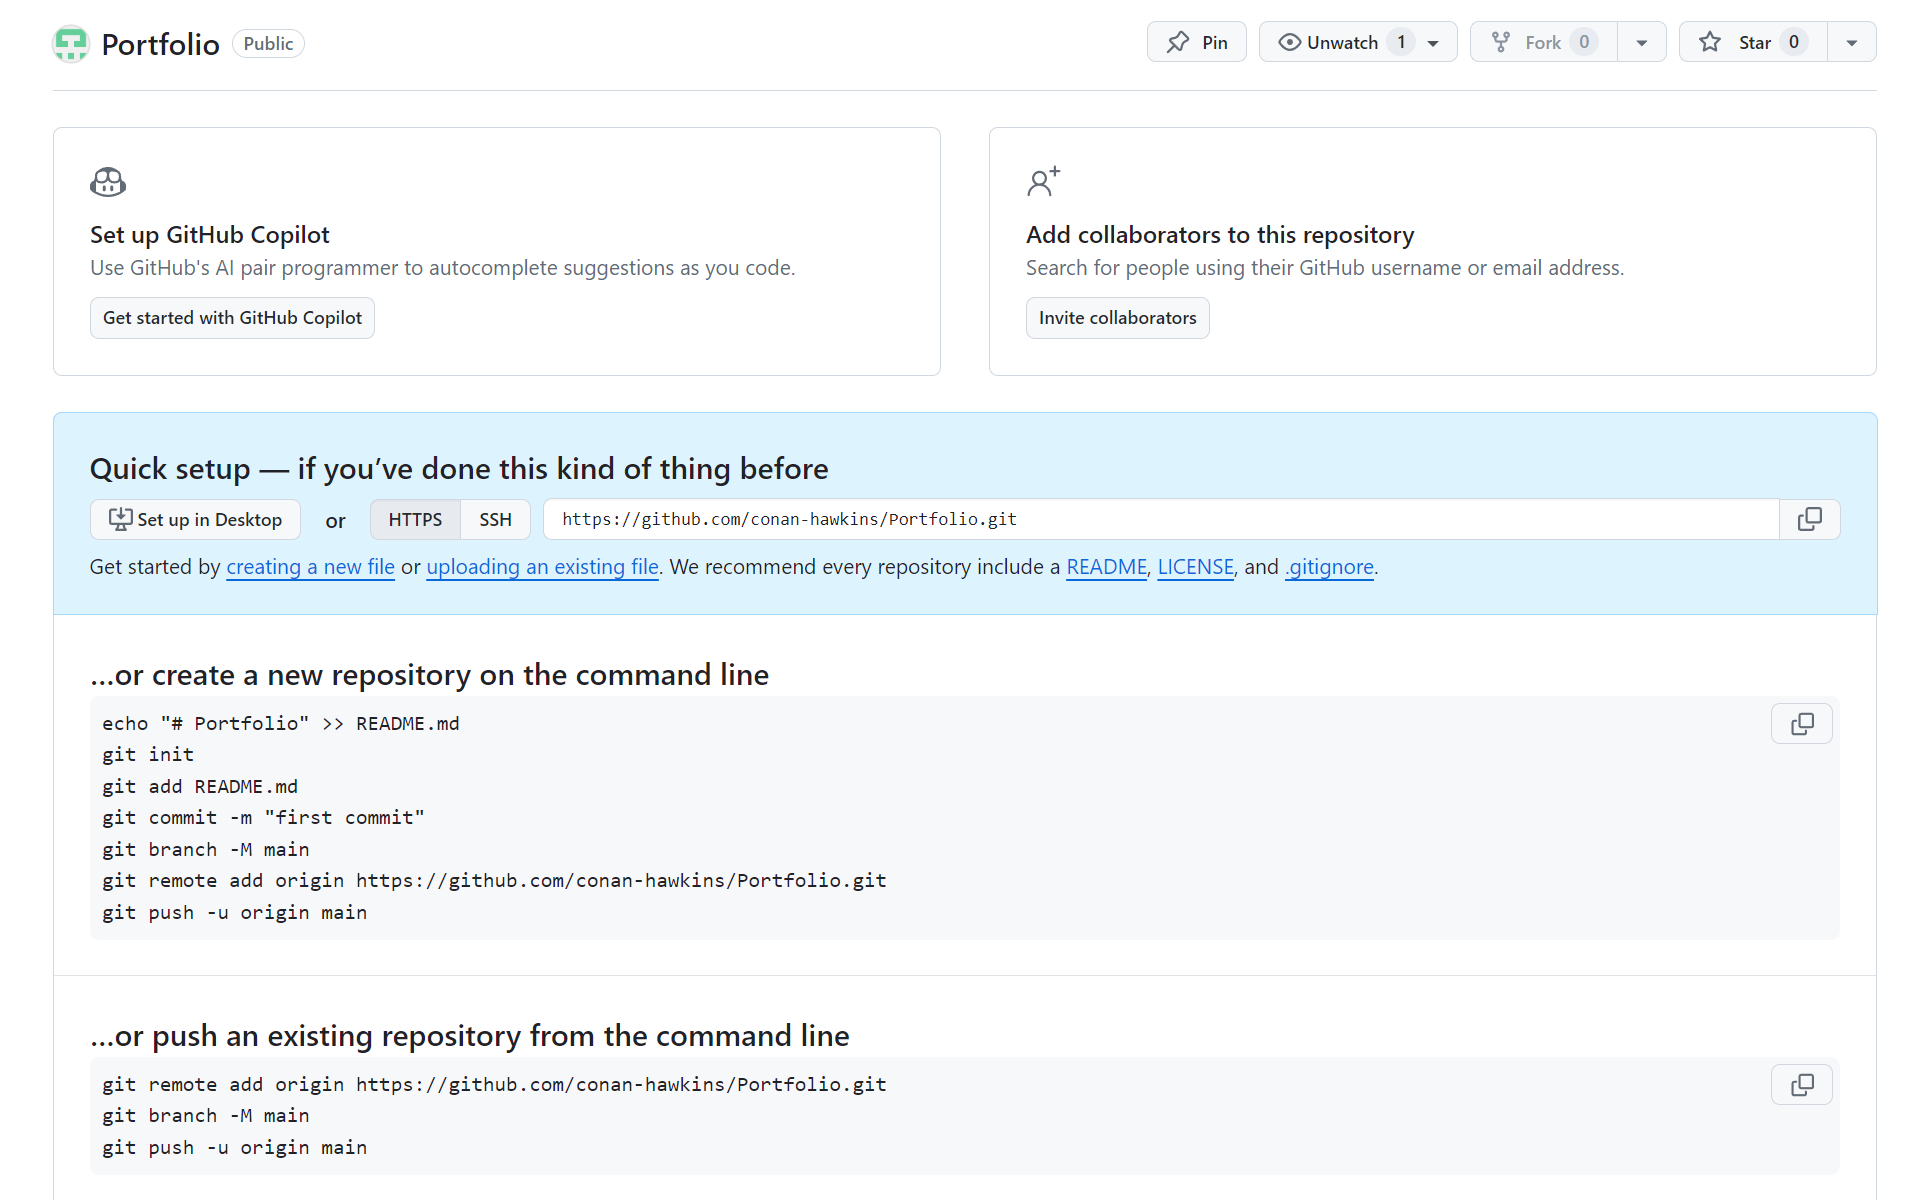 Portfolio Public Pin Unwatch 1 Fork 0 Star 0
Set up GitHub Copilot
Use GitHub's AI pair programmer to autocomplete suggestions as you code.
Get started with GitHub Copilot
Add collaborators to this repository
Search for people using their GitHub username or email address.
Invite collaborators
Quick setup — if you’ve done this kind of thing before
Set up in Desktop or HTTPS SSH https://github.com/conan-hawkins/Portfolio.git
Get started by creating a new file or uploading an existing file. We recommend every repository include a README, LICENSE, and .gitignore.
…or create a new repository on the command line
echo "# Portfolio" >> README.md
git init
git add README.md
git commit -m "first commit"
git branch -M main
git remote add origin https://github.com/conan-hawkins/Portfolio.git
git push -u origin main
…or push an existing repository from the command line
git remote add origin https://github.com/conan-hawkins/Portfolio.git
git branch -M main
git push -u origin main